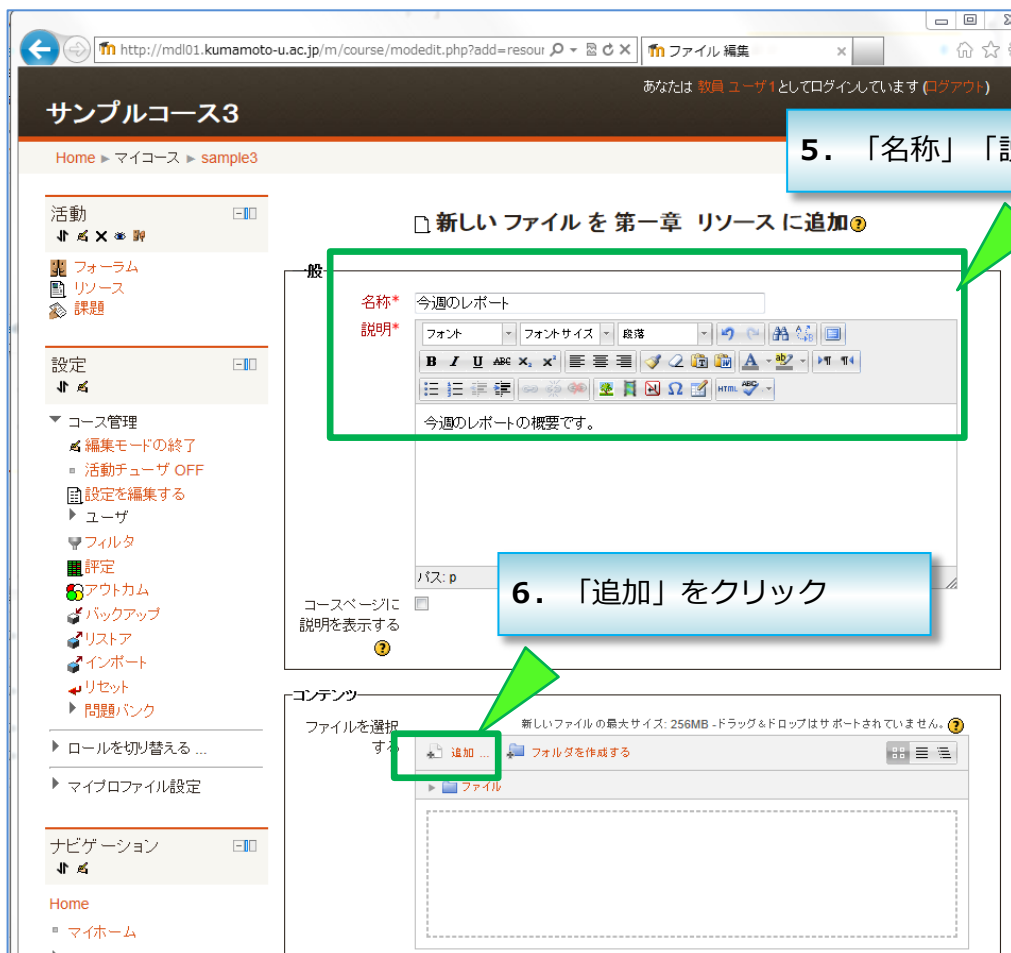 http://mdl01.kumamoto-u.ac.jp/m/course/modedit.php?add=resour
ファイル 編集
あなたは 教員 ユーザ1としてログインしています (ログアウト)
サンプルコース3
Home ▶ マイコース ▶ sample3
5. 「名称」「
活動
フォーラム
リソース
課題
設定
コース管理
編集モードの終了
活動チューザ OFF
設定を編集する
ユーザ
フィルタ
評定
アウトカム
バックアップ
リストア
インポート
リセット
問題バンク
ロールを切り替える ...
マイプロファイル設定
ナビゲーション
Home
マイホーム
新しい ファイル を 第一章 リソース に追加
一般
名称* 今週のレポート
説明*
フォント フォントサイズ 段落
B I U ABC X₂ X² A ab
Ω HTML ABC
今週のレポートの概要です。
パス: p
6. 「追加」をクリック
コースページに
説明を表示する
コンテンツ
ファイルを選択
する
新しいファイルの最大サイズ: 256MB -ドラッグ&ドロップはサポートされていません。
追加 ... フォルダを作成する
▶ ファイル